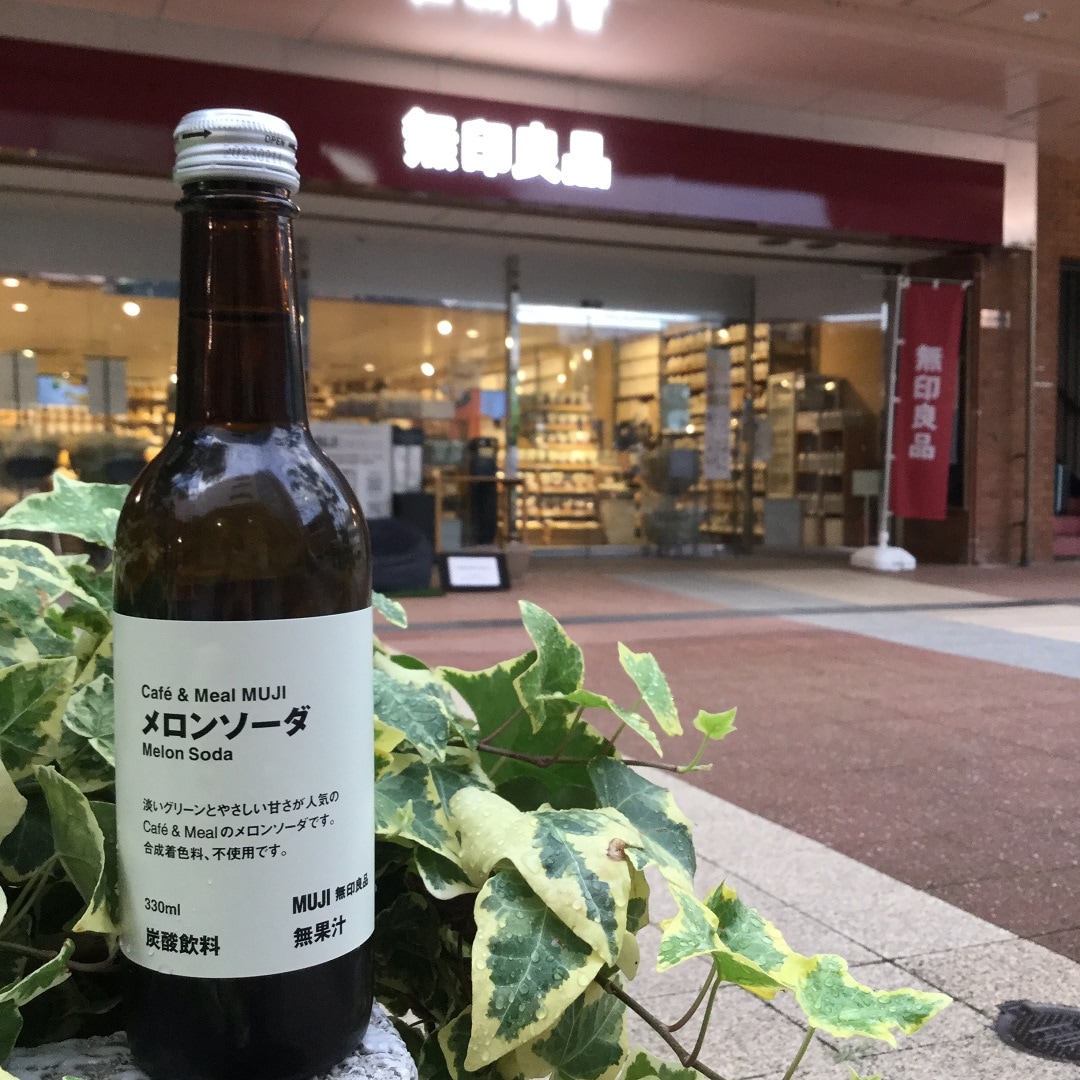 無印良品
OPEN
無印良品
Café & Meal MUJI
メロンソーダ
Melon Soda
淡いグリーンとやさしい甘さが人気の
Café & Mealのメロンソーダです。
合成着色料、不使用です。
330ml
MUJI 無印良品
炭酸飲料
無果汁